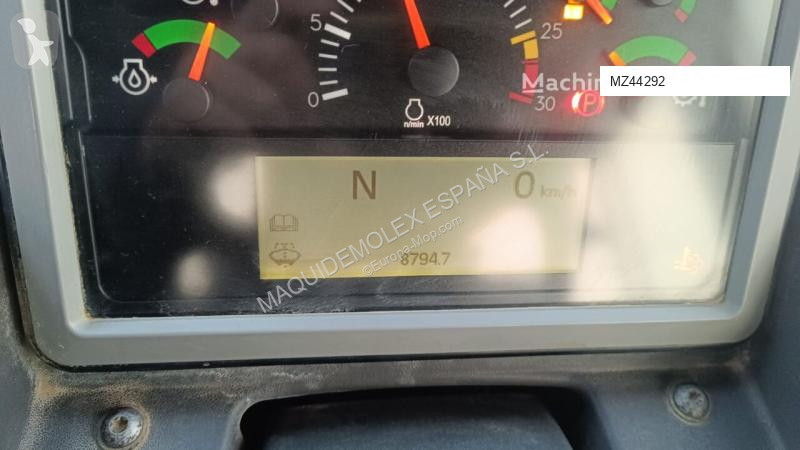 5
0
25
30
n/min X100
P
Machin
MZ44292
N 0 km/h
MAQUIDEMOLEX ESPAÑA S.L.
©Europa-Mop.com
8794.7